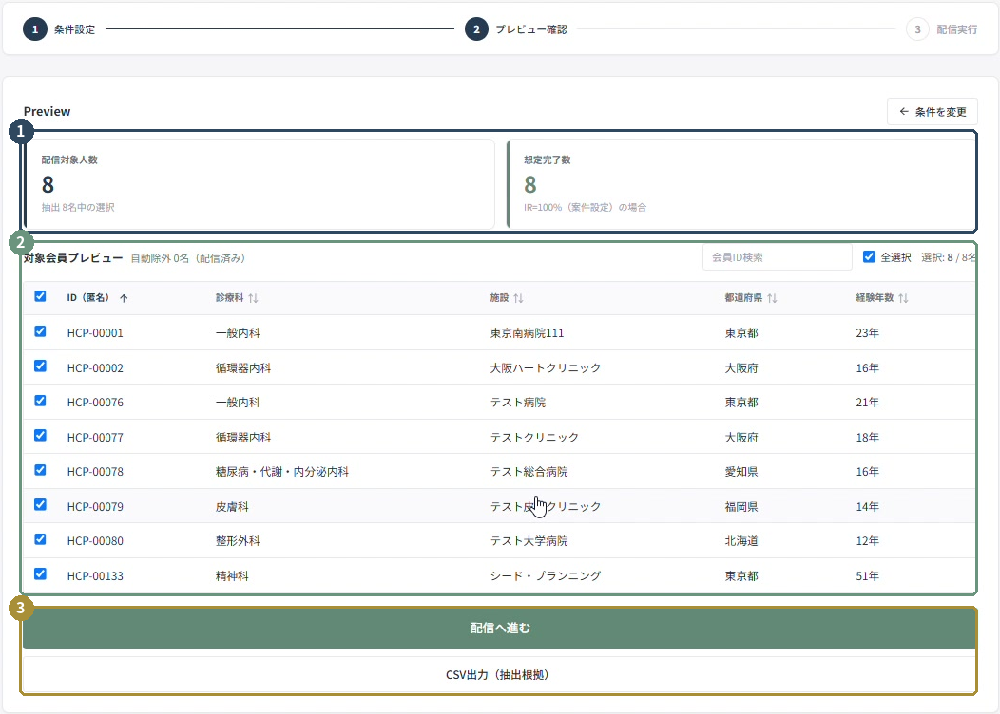 1 条件設定 2 プレビュー確認 3 配信実行
Preview ← 条件を変更
1
配信対象人数 想定完了数
8 8
抽出 8名中の選択 IR=100%（案件設定）の場合
2
対象会員プレビュー 自動除外 0名（配信済み） 会員ID検索 全選択 選択: 8 / 8名
ID（匿名） ↑ 診療科 ↑↓ 施設 ↑↓ 都道府県 ↑↓ 経験年数 ↑↓
HCP-00001 一般内科 東京南病院111 東京都 23年
HCP-00002 循環器内科 大阪ハートクリニック 大阪府 16年
HCP-00076 一般内科 テスト病院 東京都 21年
HCP-00077 循環器内科 テストクリニック 大阪府 18年
HCP-00078 糖尿病・代謝・内分泌内科 テスト総合病院 愛知県 16年
HCP-00079 皮膚科 テスト皮 クリニック 福岡県 14年
HCP-00080 整形外科 テスト大学病院 北海道 12年
HCP-00133 精神科 シード・プランニング 東京都 51年
3
配信へ進む
CSV出力（抽出根拠）